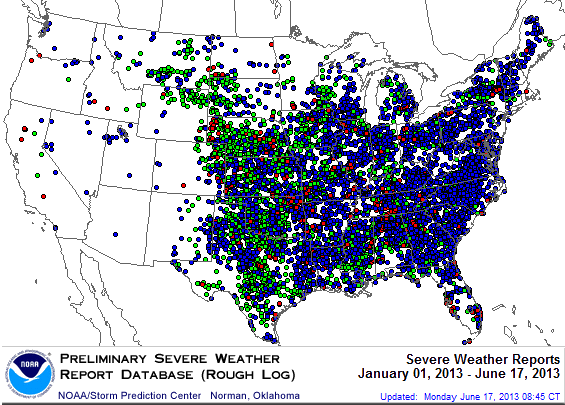 NOAA
PRELIMINARY SEVERE WEATHER
REPORT DATABASE (ROUGH LOG)
NOAA/Storm Prediction Center Norman, Oklahoma
Severe Weather Reports
January 01, 2013 - June 17, 2013
Updated: Monday June 17, 2013 08:45 CT